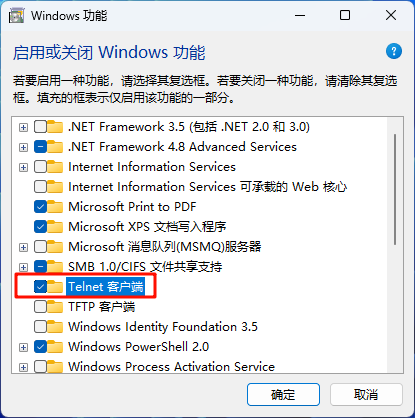 Windows 功能
启用或关闭 Windows 功能
?
若要启用一种功能，请选择其复选框。若要关闭一种功能，请清除其复选
框。填充的框表示仅启用该功能的一部分。
.NET Framework 3.5 (包括 .NET 2.0 和 3.0)
.NET Framework 4.8 Advanced Services
Internet Information Services
Internet Information Services 可承载的 Web 核心
Microsoft Print to PDF
Microsoft XPS 文档写入程序
Microsoft 消息队列(MSMQ)服务器
SMB 1.0/CIFS 文件共享支持
Telnet 客户端
TFTP 客户端
Windows Identity Foundation 3.5
Windows PowerShell 2.0
Windows Process Activation Service
确定
取消